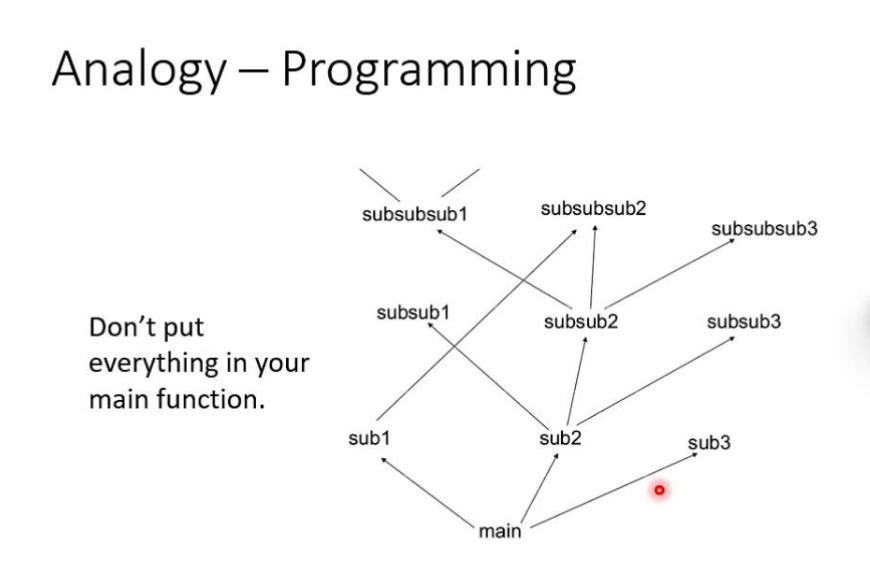 Analogy – Programming
subsubsub1
subsubsub2
subsubsub3
Don’t put
everything in your
main function.
subsub1
subsub2
subsub3
sub1
sub2
sub3
main